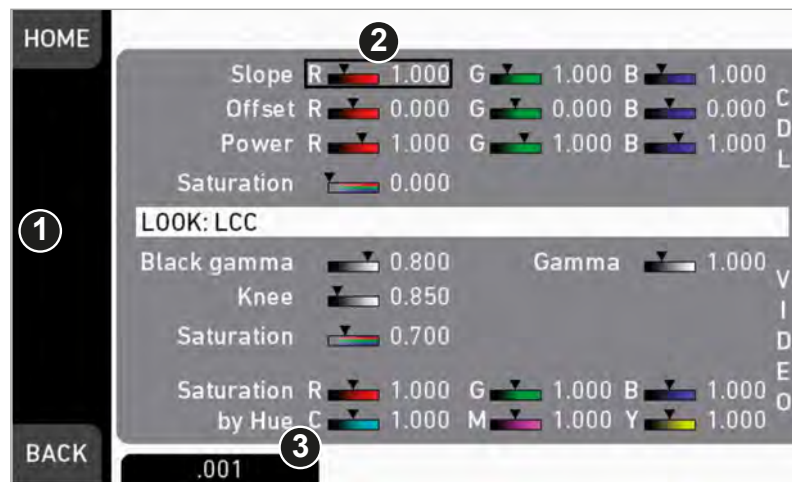 HOME
2
Slope R 1.000 G 1.000 B 1.000
Offset R 0.000 G 0.000 B 0.000
Power R 1.000 G 1.000 B 1.000
CDL
Saturation 0.000
1
LOOK: LCC
Black gamma 0.800 Gamma 1.000
Knee 0.850
Saturation 0.700
Saturation R 1.000 G 1.000 B 1.000
by Hue C 1.000 M 1.000 Y 1.000
VIDEO
3
BACK
.001